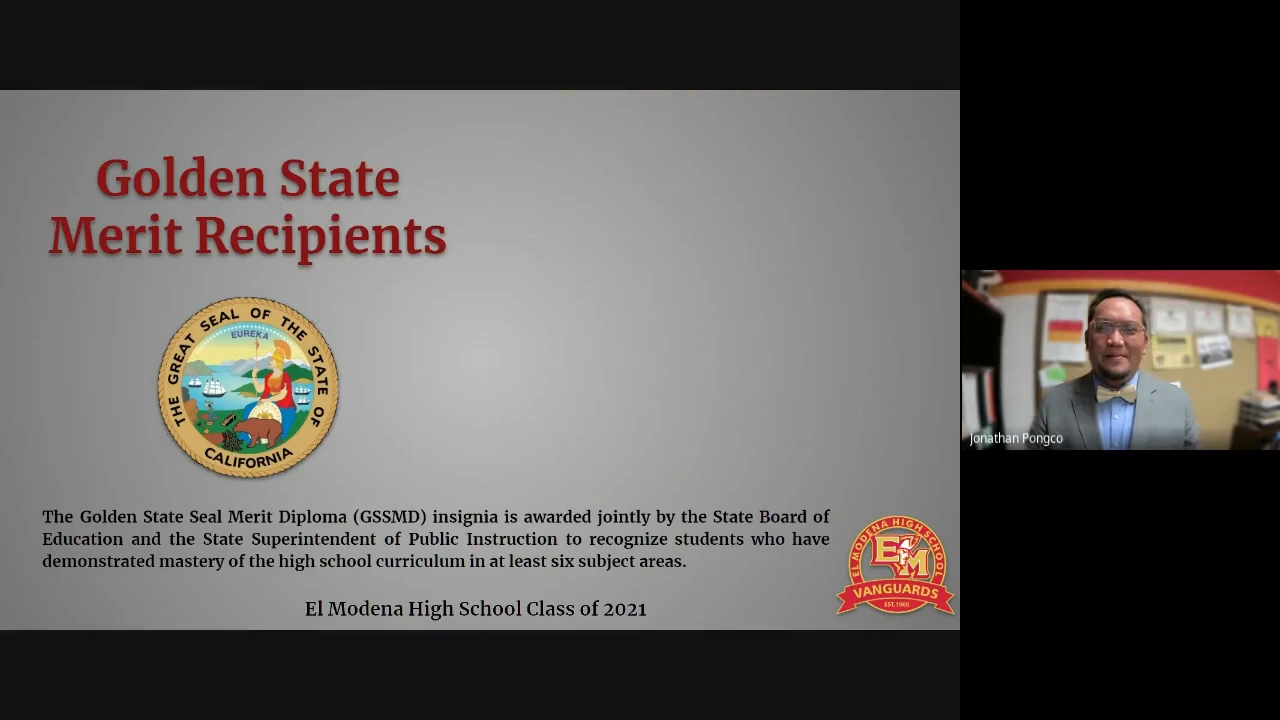 Golden State
Merit Recipients
THE GREAT SEAL OF THE STATE OF CALIFORNIA
EUREKA
The Golden State Seal Merit Diploma (GSSMD) insignia is awarded jointly by the State Board of
Education and the State Superintendent of Public Instruction to recognize students who have
demonstrated mastery of the high school curriculum in at least six subject areas.
El Modena High School Class of 2021
EL MODENA HIGH SCHOOL
EM
VANGUARDS
EST. 1966
Jonathan Pongco